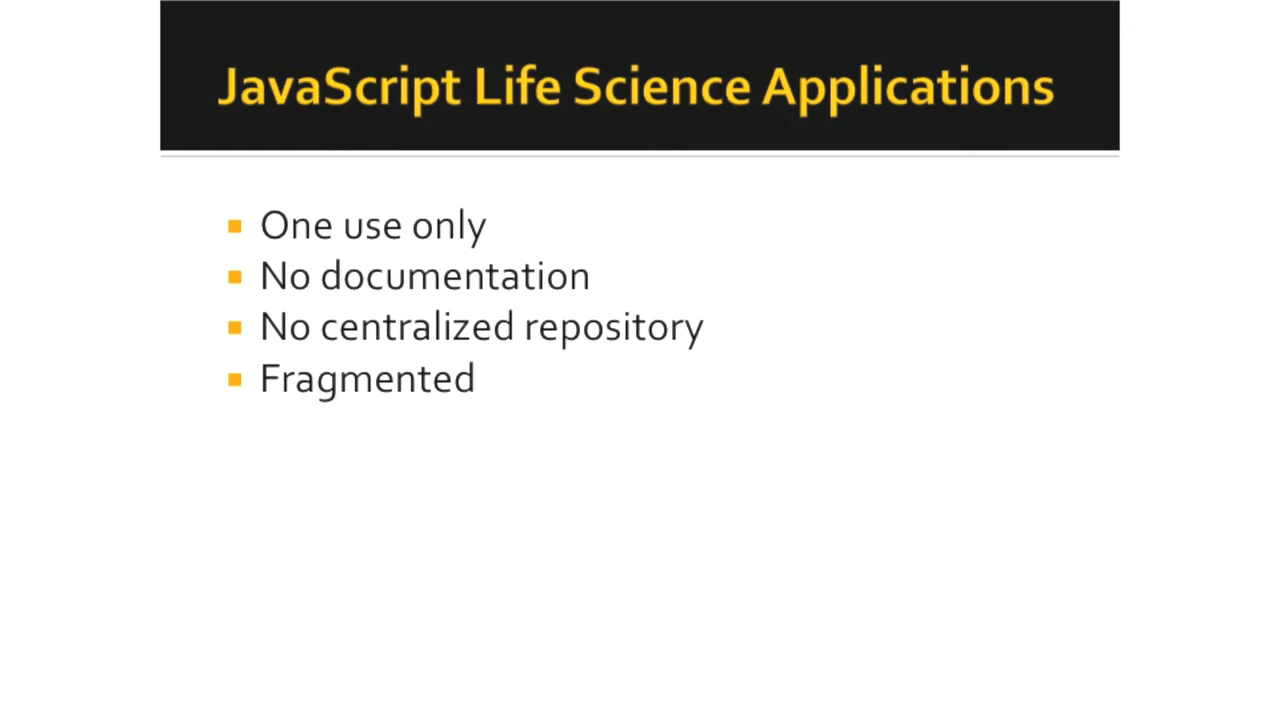 JavaScript Life Science Applications
One use only
No documentation
No centralized repository
Fragmented